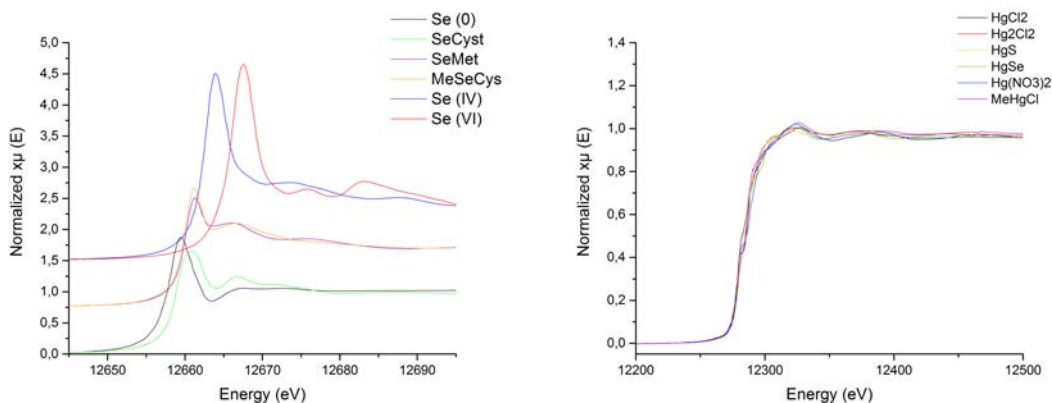 Se (0)
SeCyst
SeMet
MeSeCys
Se (IV)
Se (VI)
5,0
4,5
4,0
3,5
3,0
2,5
2,0
1,5
1,0
0,5
0,0
Normalized xμ (E)
12650 12660 12670 12680 12690
Energy (eV)
HgCl2
Hg2Cl2
HgS
HgSe
Hg(NO3)2
MeHgCl
1,4
1,2
1,0
0,8
0,6
0,4
0,2
0,0
Normalized xμ (E)
12200 12300 12400 12500
Energy (eV)